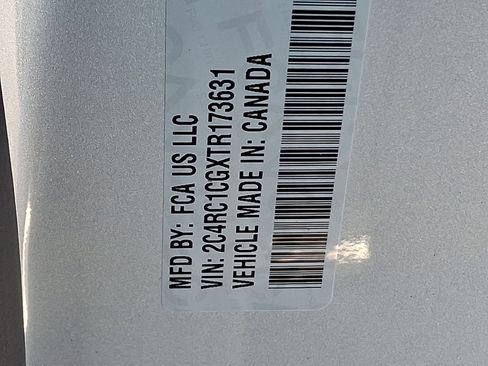 MFD BY: FCA US LLC
VIN: 2C4RC1CGXTR173631
VEHICLE MADE IN: CANADA